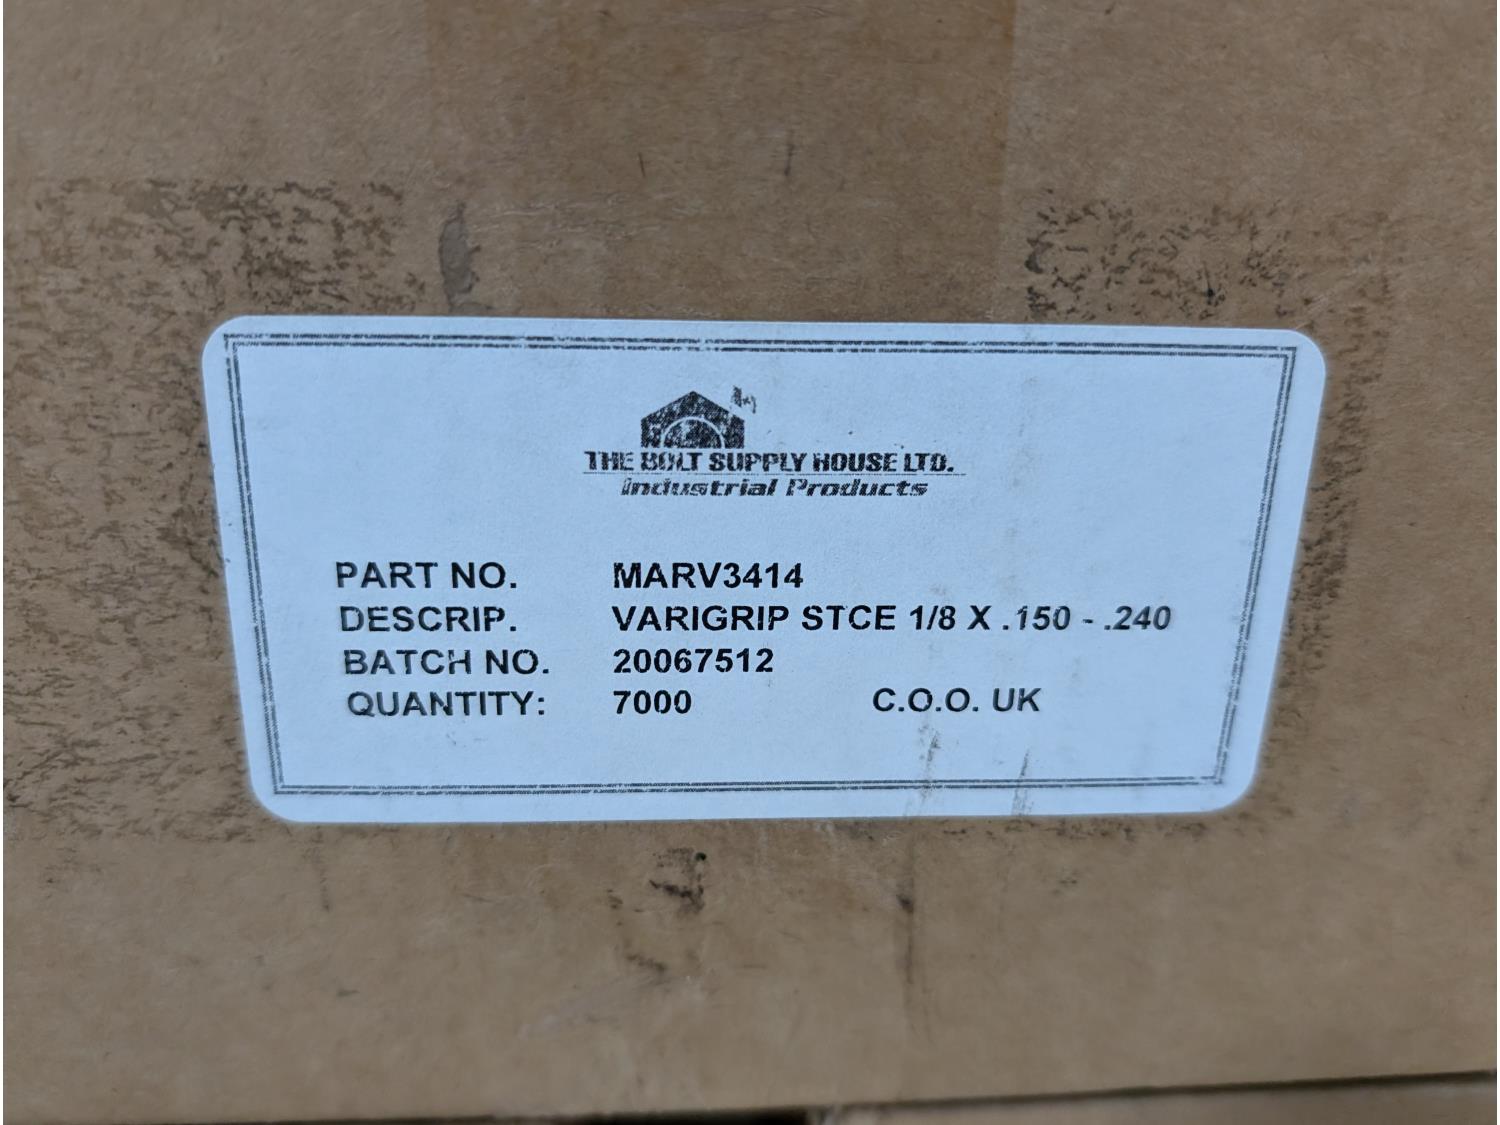 THE BOLT SUPPLY HOUSE LTD.
Industrial Products
PART NO. MARV3414
DESCRIP. VARIGRIP STCE 1/8 X .150 - .240
BATCH NO. 20067512
QUANTITY: 7000 C.O.O. UK